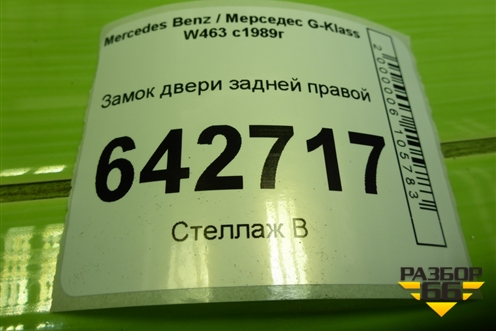 Mercedes Benz / Мерседес G-Klass
W463 с1989г
Замок двери задней правой
642717
Стеллаж В
2000006105783
РАЗБОР
66